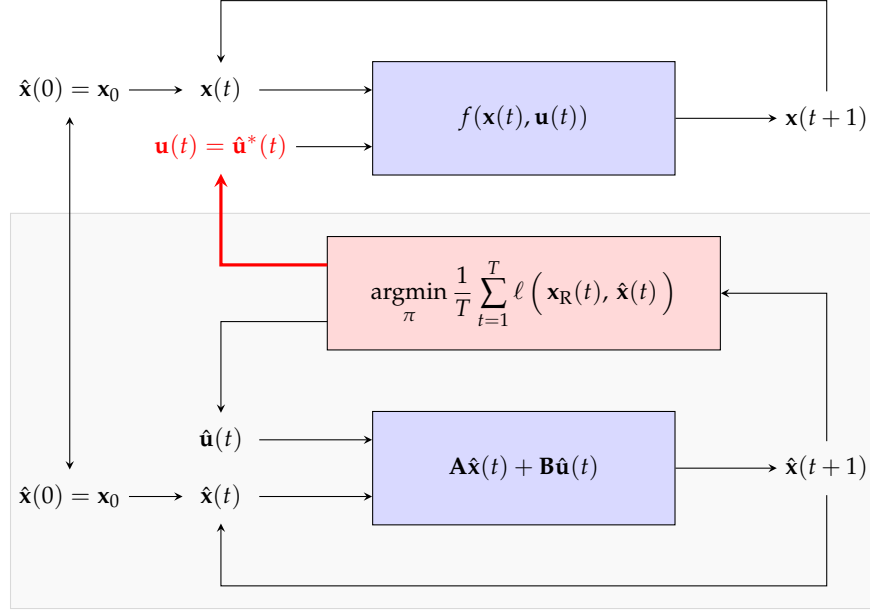 x̂(0) = x₀
x(t)
f(x(t), u(t))
x(t + 1)
u(t) = û*(t)
argmin_π 1/T ∑_{t=1}^{T} ℓ ( x_R(t), x̂(t) )
û(t)
Ax̂(t) + Bû(t)
x̂(t + 1)
x̂(0) = x₀
x̂(t)